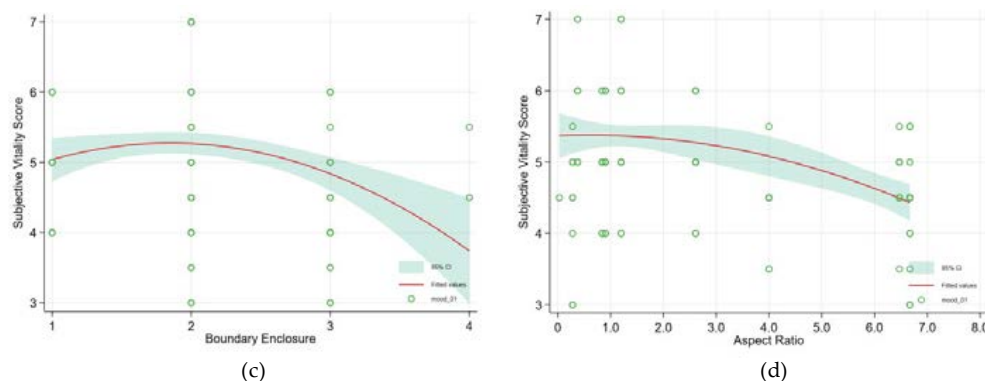 7
6
5
4
3
Subjective Vitality Score
1
2
3
4
Boundary Enclosure
95% CI
Fitted values
mood_01
(c)
7
6
5
4
3
Subjective Vitality Score
0
1.0
2.0
3.0
4.0
5.0
6.0
7.0
8.0
Aspect Ratio
95% CI
Fitted values
mood_01
(d)